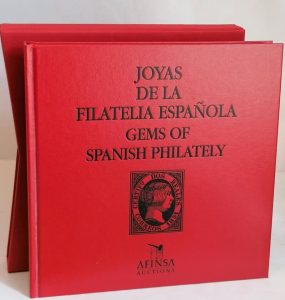 JOYAS
DE LA
FILATELIA ESPAÑOLA
GEMS OF
SPANISH PHILATELY
AFINSA
AUCTIONS